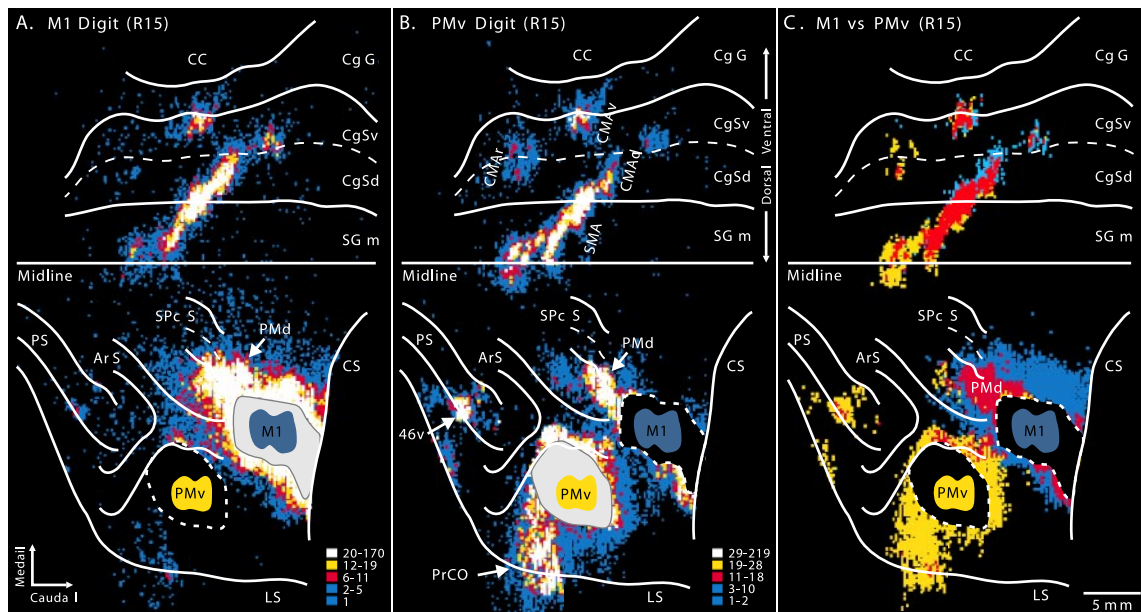 A. M1 Digit (R15)
CC
Cg G
CgSv
CgSd
SG m
Midline
SPc S
PMd
PS
ArS
CS
M1
PMv
Medail
Cauda l
LS
20-170
12-19
6-11
2-5
1
B. PMv Digit (R15)
CC
Cg G
CMAv
CgSv
CMAr
CMAd
CgSd
SMA
SG m
Dorsal
Ventral
SPc S
PMd
PS
ArS
CS
46v
M1
PMv
PrCO
LS
29-219
19-28
11-18
3-10
1-2
C. M1 vs PMv (R15)
CC
Cg G
CgSv
CgSd
SG m
SPc S
PS
ArS
CS
PMd
M1
PMv
LS
5 mm